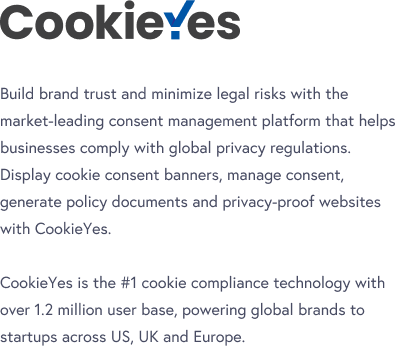 CookieYes
Build brand trust and minimize legal risks with the
market-leading consent management platform that helps
businesses comply with global privacy regulations.
Display cookie consent banners, manage consent,
generate policy documents and privacy-proof websites
with CookieYes.
CookieYes is the #1 cookie compliance technology with
over 1.2 million user base, powering global brands to
startups across US, UK and Europe.